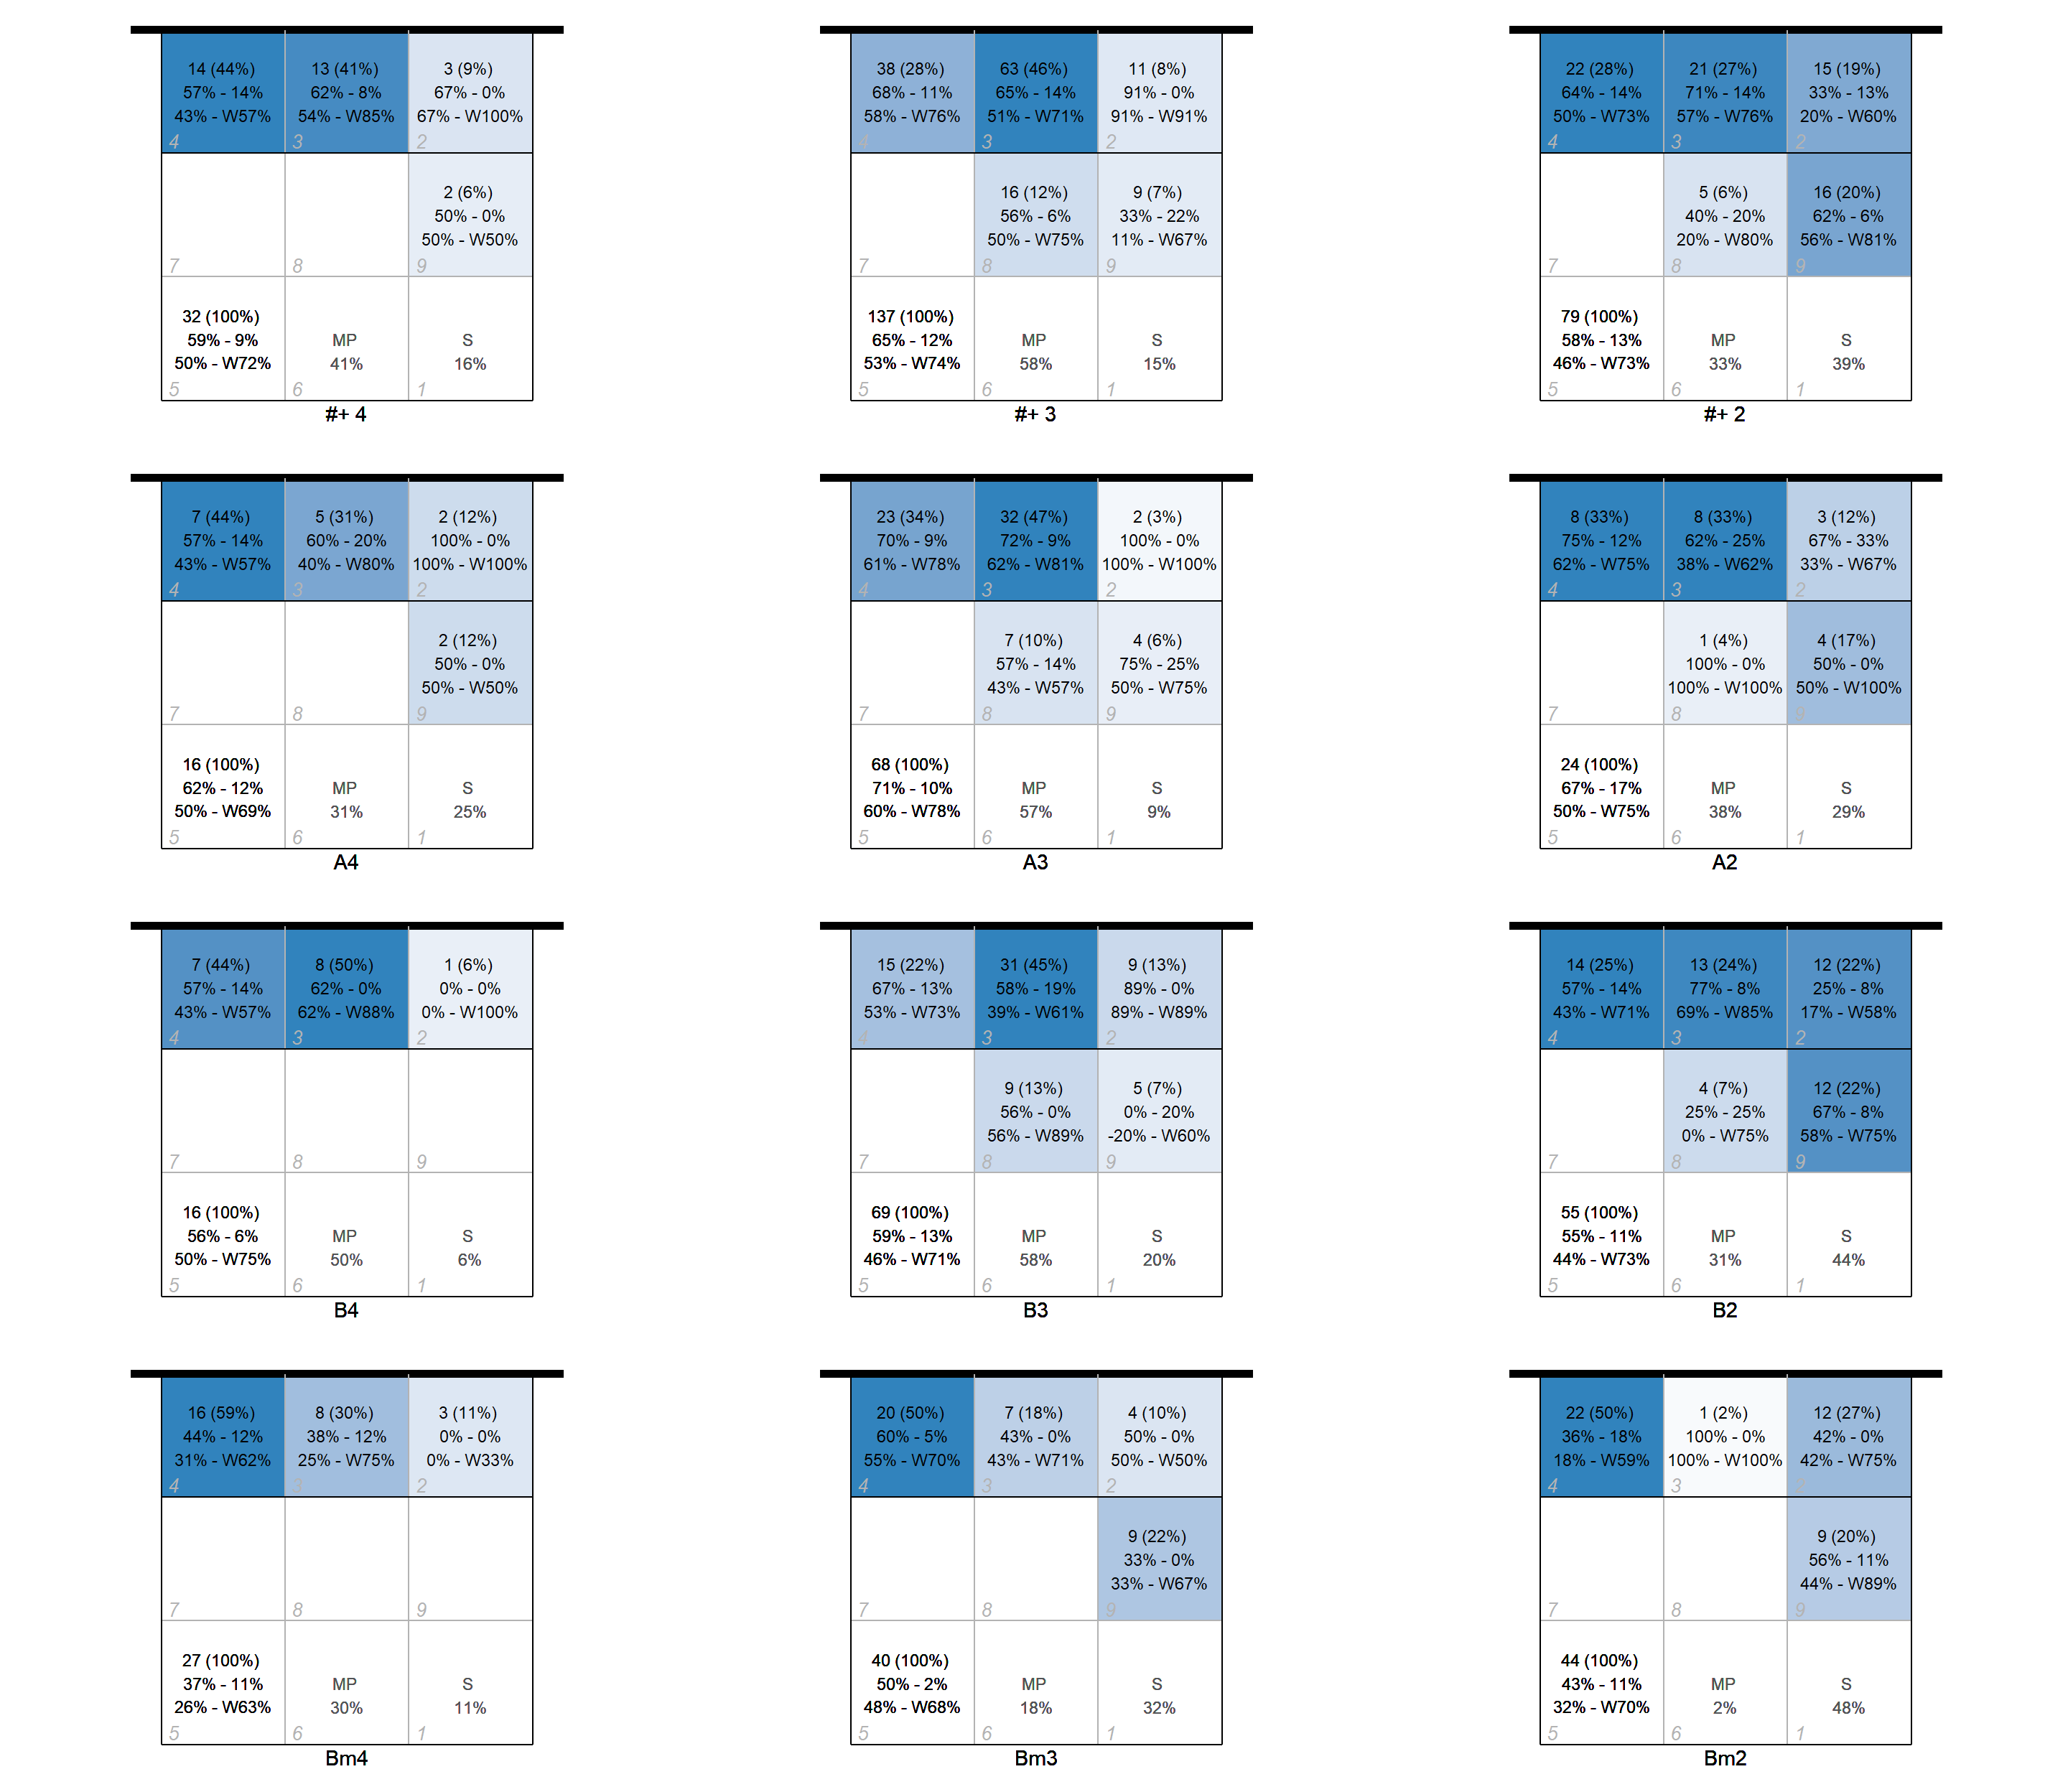 14 (44%)
57% - 14%
43% - W57%
4
13 (41%)
62% - 8%
54% - W85%
3
3 (9%)
67% - 0%
67% - W100%
2
7
8
2 (6%)
50% - 0%
50% - W50%
9
32 (100%)
59% - 9%
50% - W72%
5
MP
41%
6
S
16%
1
#+ 4
38 (28%)
68% - 11%
58% - W76%
4
63 (46%)
65% - 14%
51% - W71%
3
11 (8%)
91% - 0%
91% - W91%
2
7
16 (12%)
56% - 6%
50% - W75%
8
9 (7%)
33% - 22%
11% - W67%
9
137 (100%)
65% - 12%
53% - W74%
5
MP
58%
6
S
15%
1
#+ 3
22 (28%)
64% - 14%
50% - W73%
4
21 (27%)
71% - 14%
57% - W76%
3
15 (19%)
33% - 13%
20% - W60%
2
7
5 (6%)
40% - 20%
20% - W80%
8
16 (20%)
62% - 6%
56% - W81%
9
79 (100%)
58% - 13%
46% - W73%
5
MP
33%
6
S
39%
1
#+ 2
7 (44%)
57% - 14%
43% - W57%
4
5 (31%)
60% - 20%
40% - W80%
3
2 (12%)
100% - 0%
100% - W100%
2
7
8
2 (12%)
50% - 0%
50% - W50%
9
16 (100%)
62% - 12%
50% - W69%
5
MP
31%
6
S
25%
1
A4
23 (34%)
70% - 9%
61% - W78%
4
32 (47%)
72% - 9%
62% - W81%
3
2 (3%)
100% - 0%
100% - W100%
2
7
7 (10%)
57% - 14%
43% - W57%
8
4 (6%)
75% - 25%
50% - W75%
9
68 (100%)
71% - 10%
60% - W78%
5
MP
57%
6
S
9%
1
A3
8 (33%)
75% - 12%
62% - W75%
4
8 (33%)
62% - 25%
38% - W62%
3
3 (12%)
67% - 33%
33% - W67%
2
7
1 (4%)
100% - 0%
100% - W100%
8
4 (17%)
50% - 0%
50% - W100%
9
24 (100%)
67% - 17%
50% - W75%
5
MP
38%
6
S
29%
1
A2
7 (44%)
57% - 14%
43% - W57%
4
8 (50%)
62% - 0%
62% - W88%
3
1 (6%)
0% - 0%
0% - W100%
2
7
8
9
16 (100%)
56% - 6%
50% - W75%
5
MP
50%
6
S
6%
1
B4
15 (22%)
67% - 13%
53% - W73%
4
31 (45%)
58% - 19%
39% - W61%
3
9 (13%)
89% - 0%
89% - W89%
2
7
9 (13%)
56% - 0%
56% - W89%
8
5 (7%)
0% - 20%
-20% - W60%
9
69 (100%)
59% - 13%
46% - W71%
5
MP
58%
6
S
20%
1
B3
14 (25%)
57% - 14%
43% - W71%
4
13 (24%)
77% - 8%
69% - W85%
3
12 (22%)
25% - 8%
17% - W58%
2
7
4 (7%)
25% - 25%
0% - W75%
8
12 (22%)
67% - 8%
58% - W75%
9
55 (100%)
55% - 11%
44% - W73%
5
MP
31%
6
S
44%
1
B2
16 (59%)
44% - 12%
31% - W62%
4
8 (30%)
38% - 12%
25% - W75%
3
3 (11%)
0% - 0%
0% - W33%
2
7
8
9
27 (100%)
37% - 11%
26% - W63%
5
MP
30%
6
S
11%
1
Bm4
20 (50%)
60% - 5%
55% - W70%
4
7 (18%)
43% - 0%
43% - W71%
3
4 (10%)
50% - 0%
50% - W50%
2
7
8
9 (22%)
33% - 0%
33% - W67%
9
40 (100%)
50% - 2%
48% - W68%
5
MP
18%
6
S
32%
1
Bm3
22 (50%)
36% - 18%
18% - W59%
4
1 (2%)
100% - 0%
100% - W100%
3
12 (27%)
42% - 0%
42% - W75%
2
7
8
9 (20%)
56% - 11%
44% - W89%
9
44 (100%)
43% - 11%
32% - W70%
5
MP
2%
6
S
48%
1
Bm2